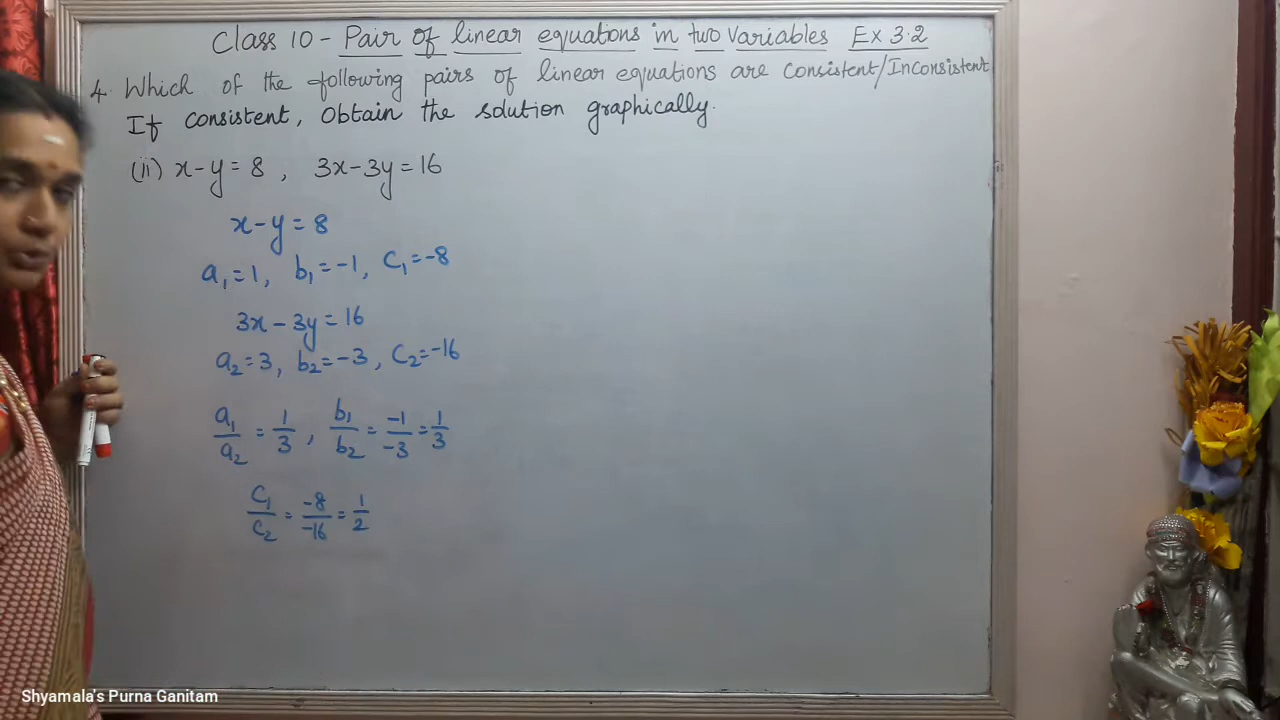 Class 10 - Pair of linear equations in two Variables Ex 3.2
4. Which of the following pairs of linear equations are Consistent/Inconsistent
If consistent, Obtain the solution graphically.
(ii) x-y = 8 , 3x-3y = 16
x-y = 8
a₁ = 1, b₁ = -1, c₁ = -8
3x - 3y = 16
a₂ = 3, b₂ = -3, c₂ = -16
a₁/a₂ = 1/3, b₁/b₂ = -1/-3 = 1/3
c₁/c₂ = -8/-16 = 1/2
Shyamala's Purna Ganitam